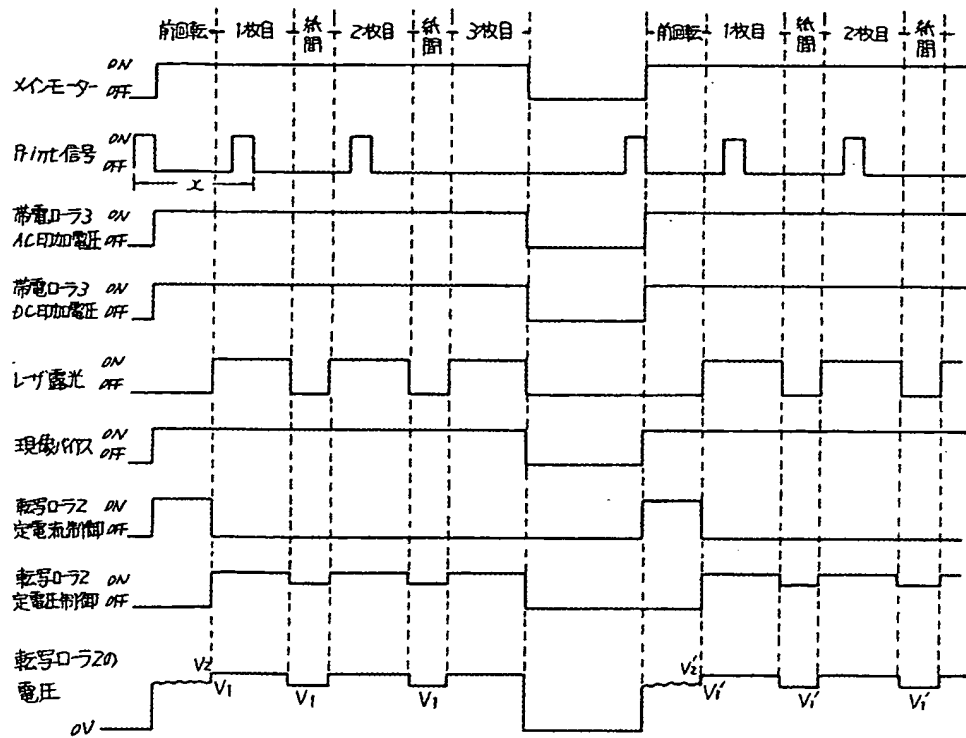 前回転 1枚目 紙間 2枚目 紙間 3枚目 前回転 1枚目 紙間 2枚目 紙間
メインモーター ON
OFF
Print信号 ON
OFF
x
帯電ローラ3 ON
AC印加電圧 OFF
帯電ローラ3 ON
DC印加電圧 OFF
レーザ露光 ON
OFF
現像バイアス ON
OFF
転写ローラ2 ON
定電流制御 OFF
転写ローラ2 ON
定電圧制御 OFF
転写ローラ2の
電圧
V2 V1 V1 V1 V2' V1' V1' V1'
0V